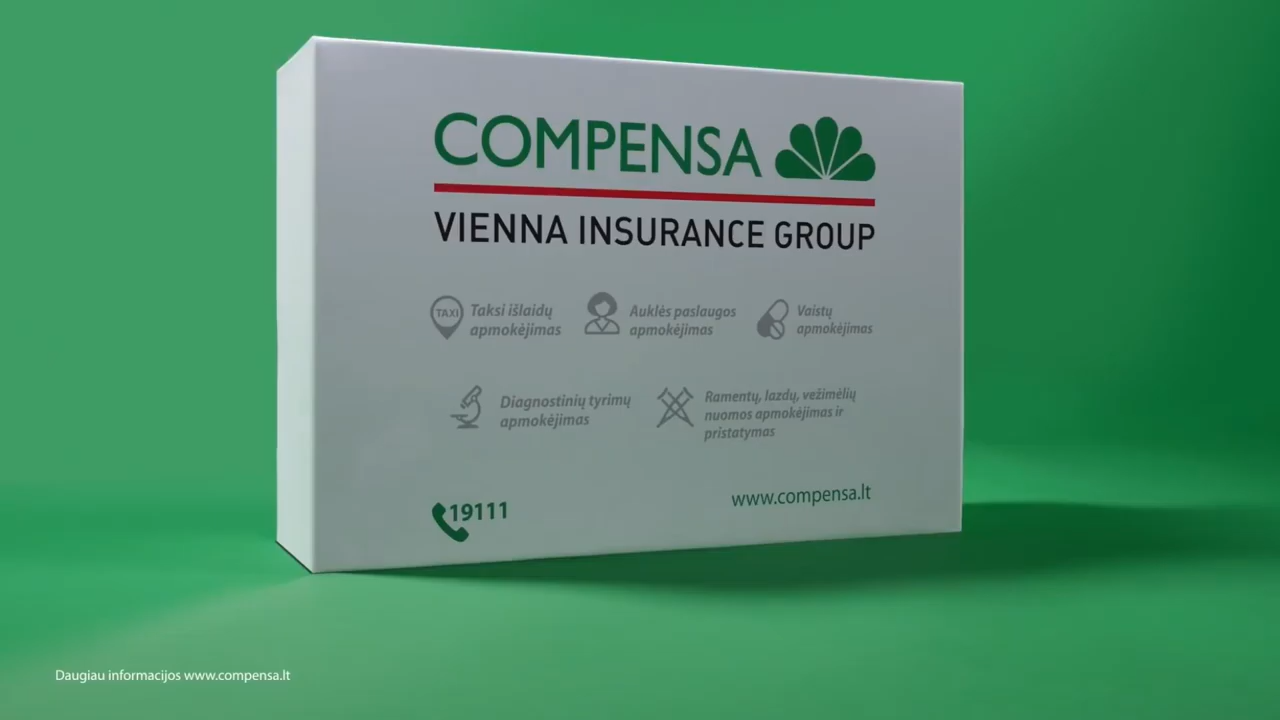 COMPENSA
VIENNA INSURANCE GROUP
TAXI
Taksi išlaidų
apmokėjimas
Auklės paslaugos
apmokėjimas
Vaistų
apmokėjimas
Diagnostinių tyrimų
apmokėjimas
Ramentų, lazdų, vežimėlių
nuomos apmokėjimas ir
pristatymas
19111
www.compensa.lt
Daugiau informacijos www.compensa.lt